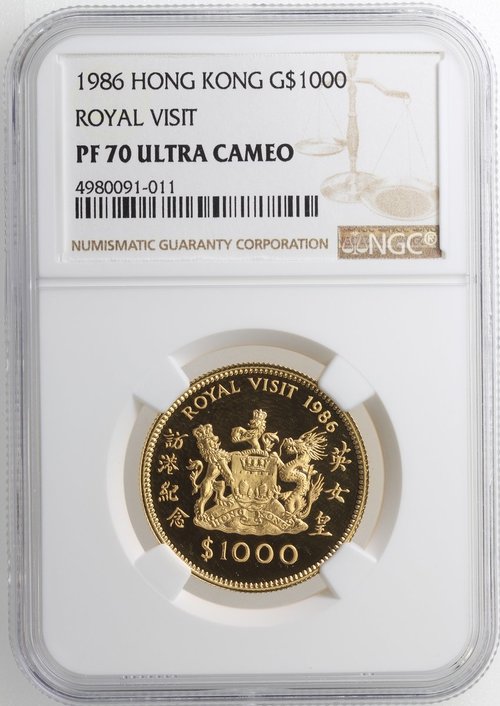 1986 HONG KONG G$1000
ROYAL VISIT
PF 70 ULTRA CAMEO
4980091-011
NUMISMATIC GUARANTY CORPORATION
NGC®
ROYAL VISIT 1986
英女皇
訪港紀念
HONG KONG
$1000